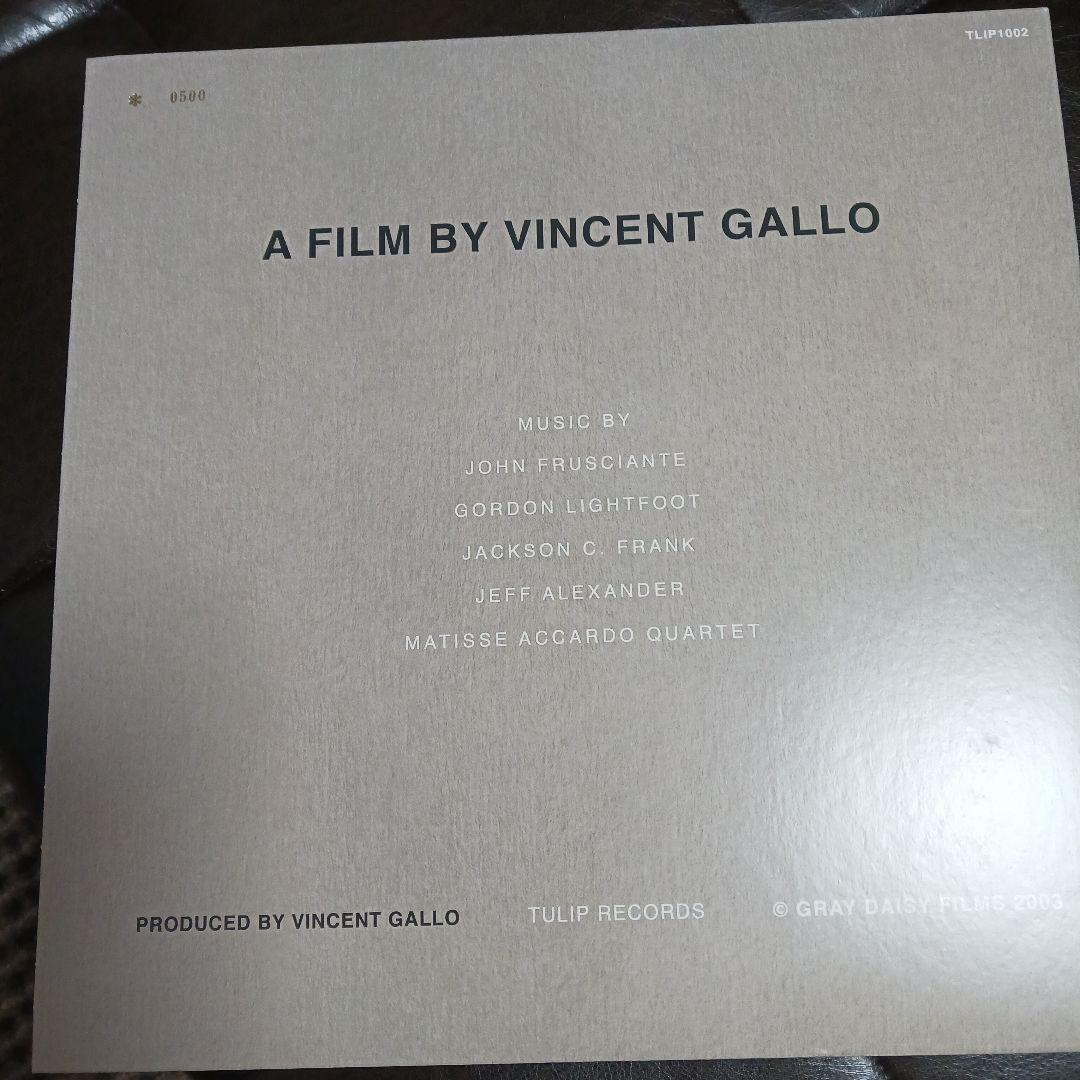 TLIP1002
* 0500
A FILM BY VINCENT GALLO
MUSIC BY
JOHN FRUSCIANTE
GORDON LIGHTFOOT
JACKSON C. FRANK
JEFF ALEXANDER
MATISSE ACCARDO QUARTET
PRODUCED BY VINCENT GALLO
TULIP RECORDS
© GRAY DAISY FILMS 2003